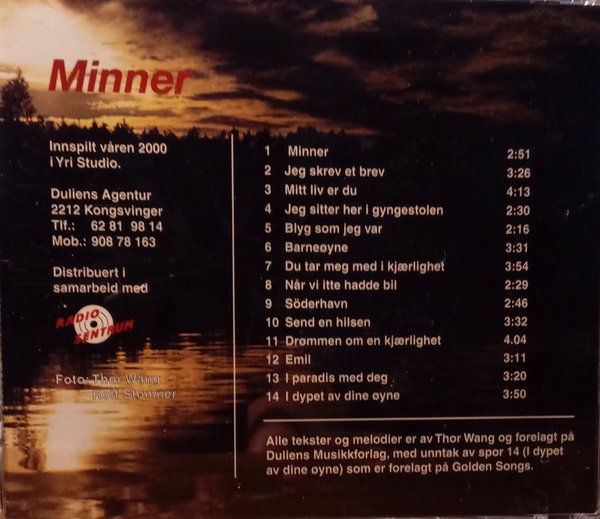 Minner
Innspilt våren 2000
i Yri Studio.
Duliens Agentur
2212 Kongsvinger
Tlf.: 62 81 98 14
Mob.: 908 78 163
Distribuert i
samarbeid med
RADIO
SENTRUM
Foto: Thor Wang
Rolf Stomner
1 Minner 2:51
2 Jeg skrev et brev 3:26
3 Mitt liv er du 4:13
4 Jeg sitter her i gyngestolen 2:30
5 Blyg som jeg var 2:16
6 Barneøyne 3:31
7 Du tar meg med i kjærlighet 3:54
8 Når vi itte hadde bil 2:29
9 Söderhavn 2:46
10 Send en hilsen 3:32
11 Drømmen om en kjærlighet 4.04
12 Emil 3:11
13 I paradis med deg 3:20
14 I dypet av dine øyne 3:50
Alle tekster og melodier er av Thor Wang og forelagt på
Duliens Musikkforlag, med unntak av spor 14 (I dypet
av dine øyne) som er forelagt på Golden Songs.